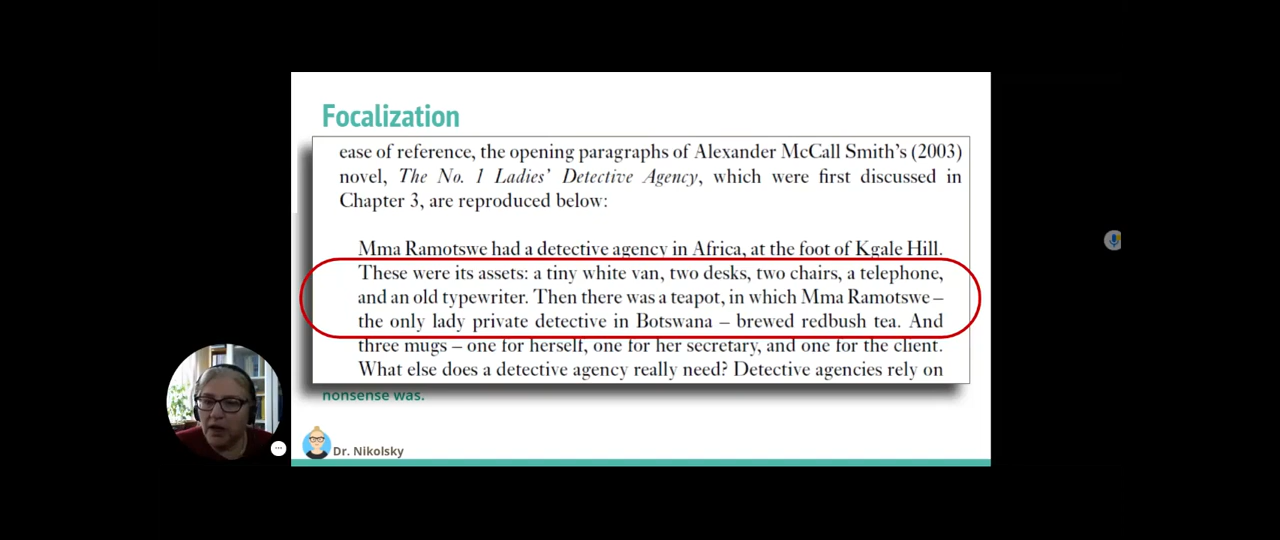 Focalization
ease of reference, the opening paragraphs of Alexander McCall Smith's (2003)
novel, The No. 1 Ladies' Detective Agency, which were first discussed in
Chapter 3, are reproduced below:
Mma Ramotswe had a detective agency in Africa, at the foot of Kgale Hill.
These were its assets: a tiny white van, two desks, two chairs, a telephone,
and an old typewriter. Then there was a teapot, in which Mma Ramotswe –
the only lady private detective in Botswana – brewed redbush tea. And
three mugs – one for herself, one for her secretary, and one for the client.
What else does a detective agency really need? Detective agencies rely on
nonsense was.
Dr. Nikolsky